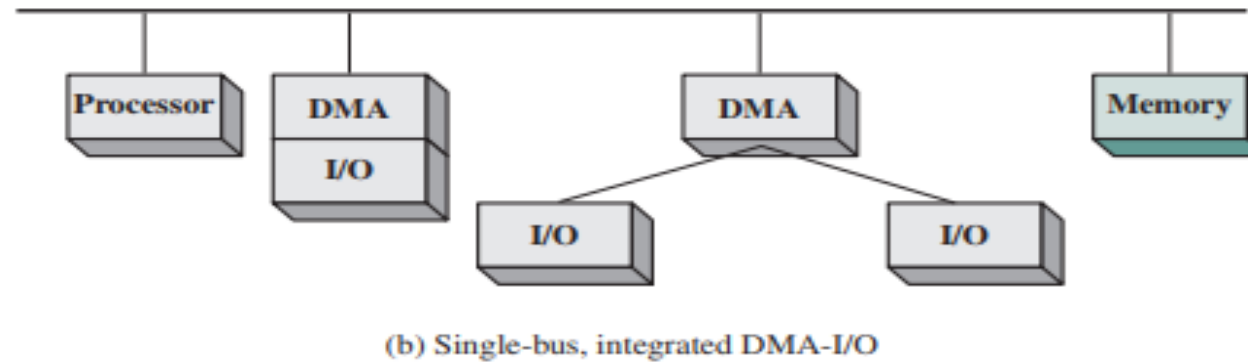 Processor
DMA
I/O
DMA
Memory
I/O
I/O
(b) Single-bus, integrated DMA-I/O